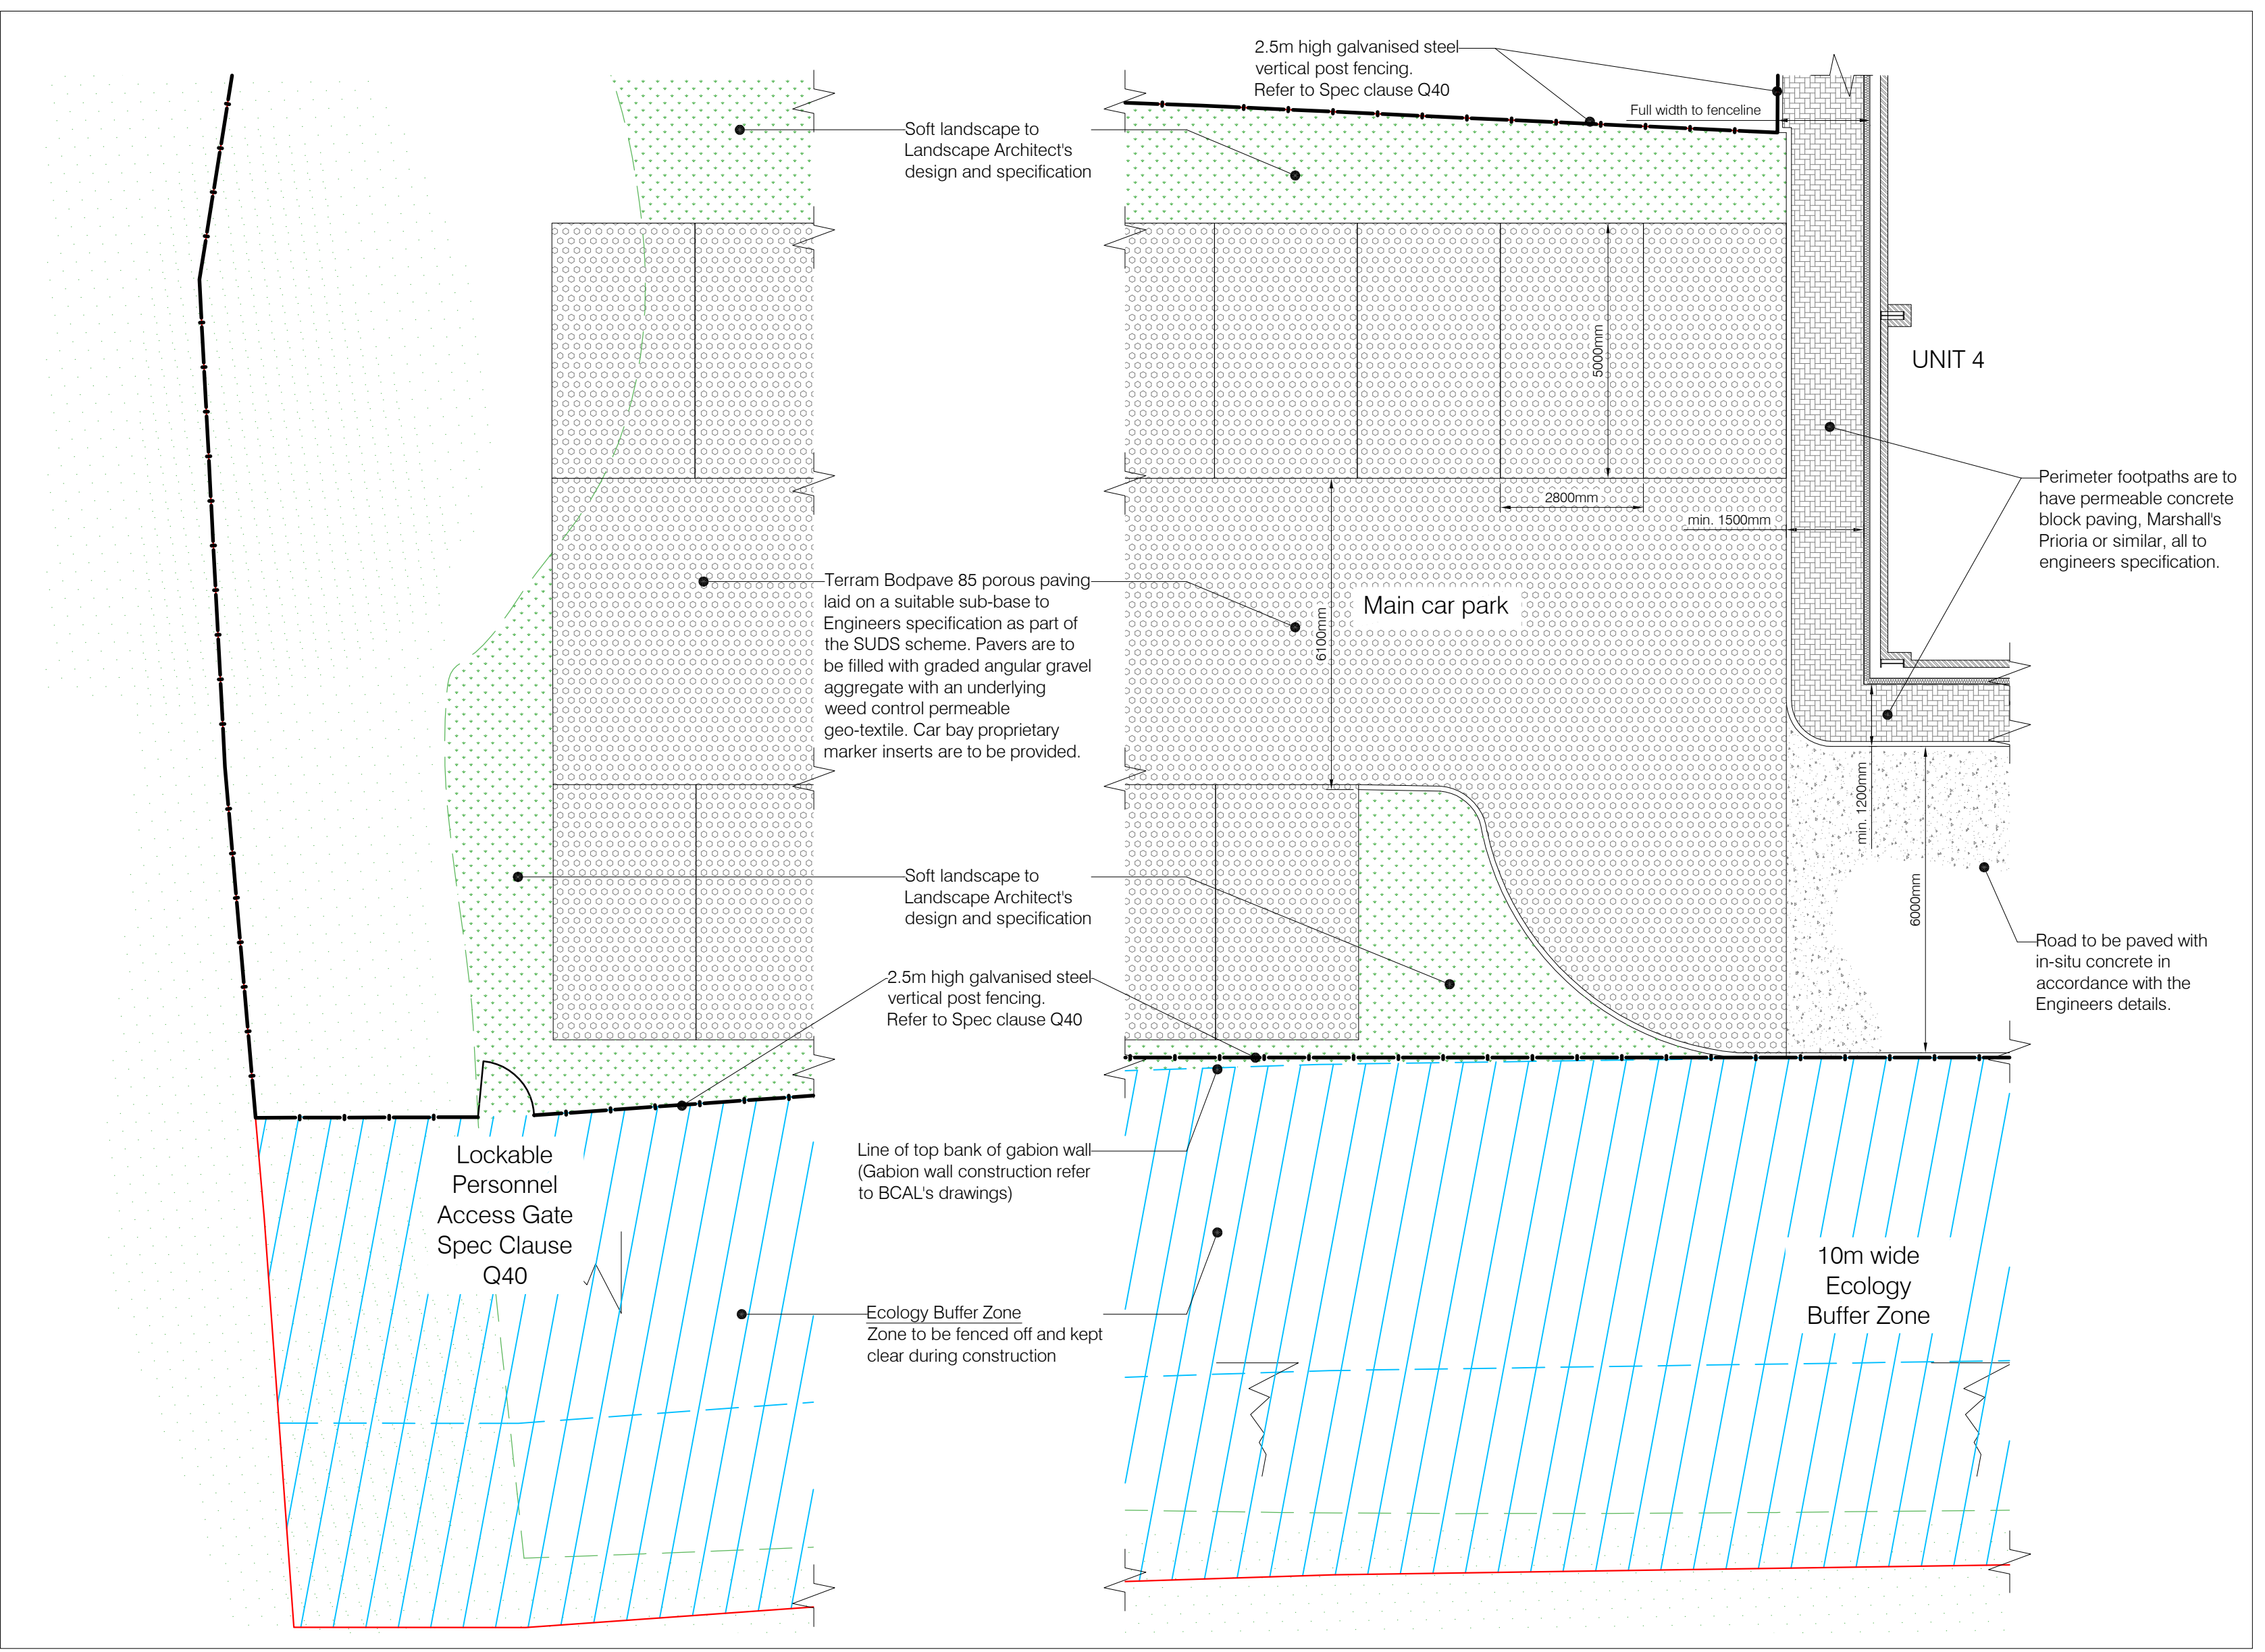 2.5m high galvanised steel
vertical post fencing.
Refer to Spec clause Q40
Full width to fenceline
Soft landscape to
Landscape Architect's
design and specification
UNIT 4
5000mm
2800mm
min. 1500mm
Perimeter footpaths are to
have permeable concrete
block paving, Marshall's
Prioria or similar, all to
engineers specification.
Terram Bodpave 85 porous paving
laid on a suitable sub-base to
Engineers specification as part of
the SUDS scheme. Pavers are to
be filled with graded angular gravel
aggregate with an underlying
weed control permeable
geo-textile. Car bay proprietary
marker inserts are to be provided.
Main car park
6100mm
min. 1200mm
6000mm
Soft landscape to
Landscape Architect's
design and specification
Road to be paved with
in-situ concrete in
accordance with the
Engineers details.
2.5m high galvanised steel
vertical post fencing.
Refer to Spec clause Q40
Lockable
Personnel
Access Gate
Spec Clause
Q40
Line of top bank of gabion wall
(Gabion wall construction refer
to BCAL's drawings)
10m wide
Ecology
Buffer Zone
Ecology Buffer Zone
Zone to be fenced off and kept
clear during construction